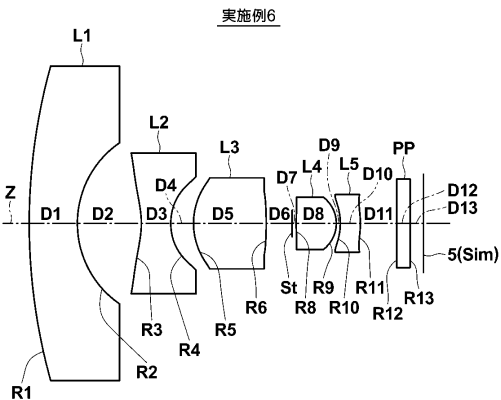 実施例6
L1
L2
L3
D9
D7 L4 L5
D10
PP
D4
Z
D1 D2 D3 D5 D6 D8 D11
D12
D13
5(Sim)
St
R3 R4 R5 R6 R8 R9 R10 R11 R12 R13
R1 R2